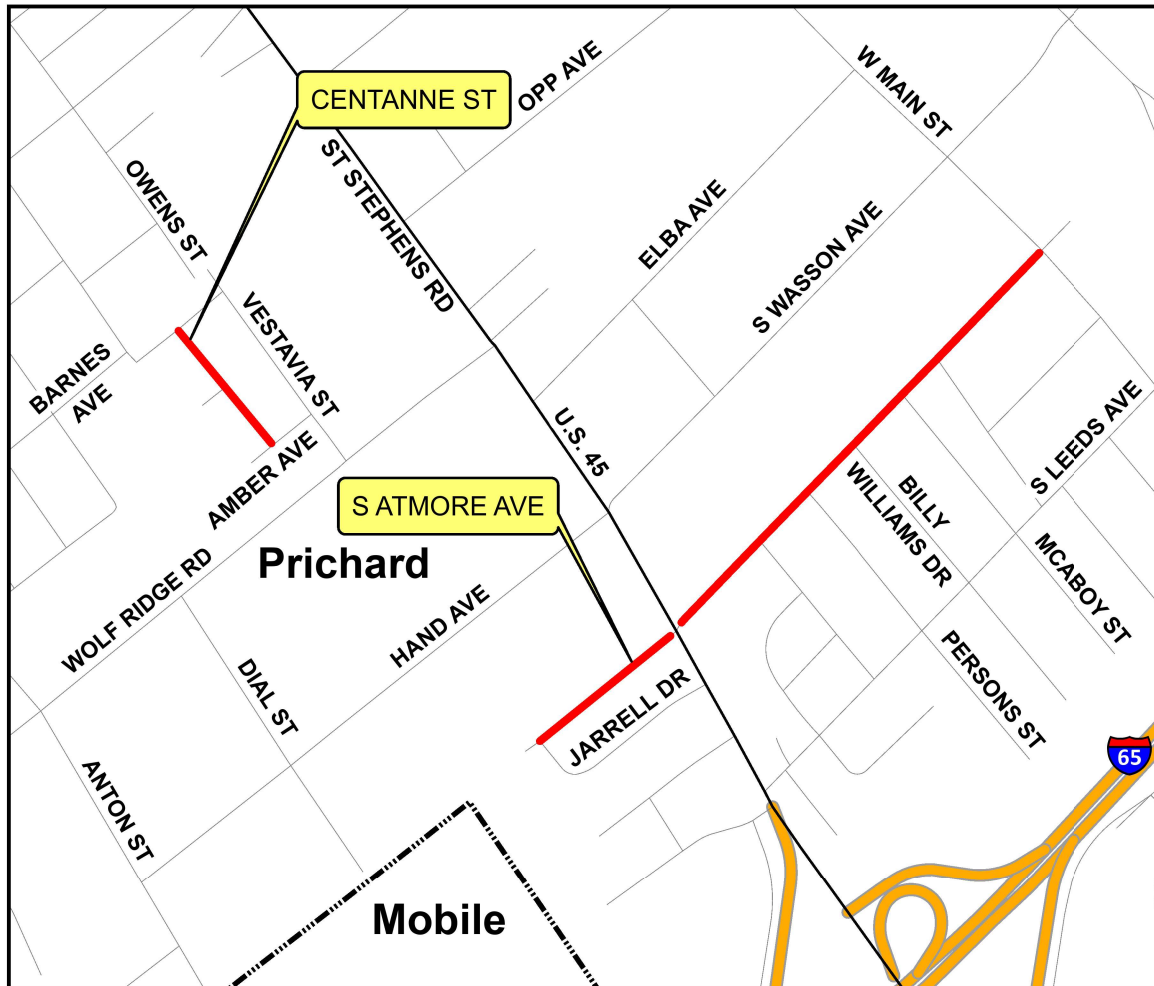 CENTANNE ST
OPP AVE
W MAIN ST
OWENS ST
ST STEPHENS RD
ELBA AVE
S WASSON AVE
VESTAVIA ST
BARNES
AVE
AMBER AVE
U.S. 45
S LEEDS AVE
S ATMORE AVE
BILLY
WILLIAMS DR
MCABOY ST
Prichard
WOLF RIDGE RD
HAND AVE
DIAL ST
JARRELL DR
PERSONS ST
65
ANTON ST
Mobile